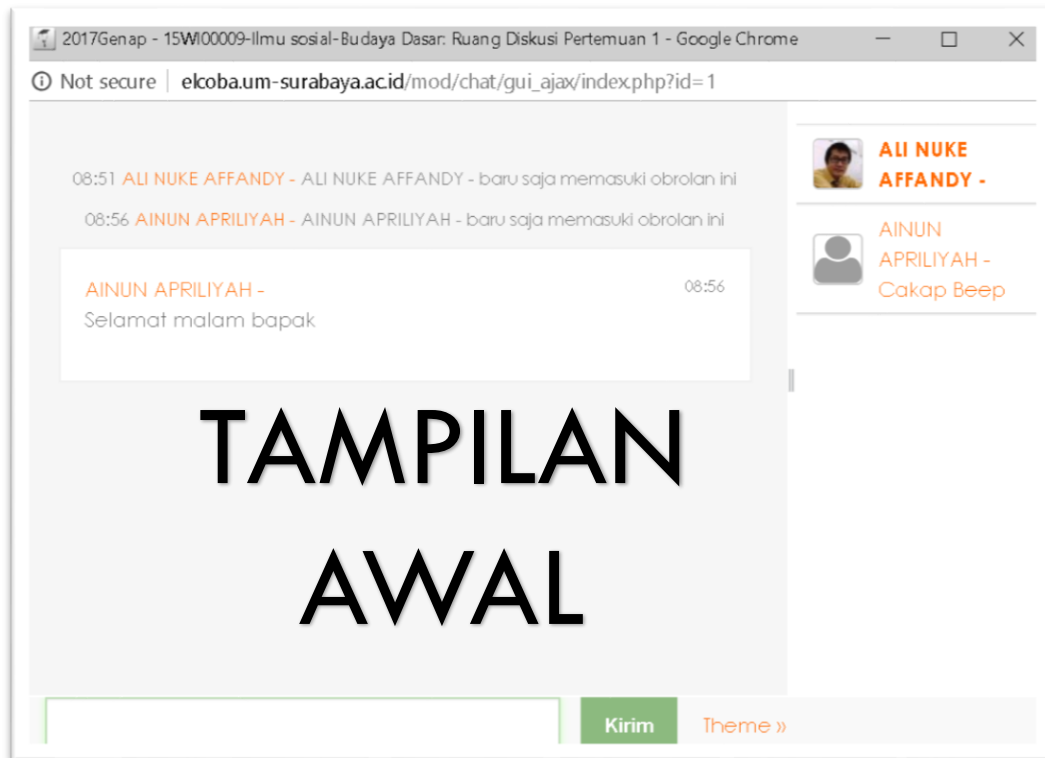 2017Genap - 15WI00009-Ilmu sosial-Budaya Dasar: Ruang Diskusi Pertemuan 1 - Google Chrome
Not secure | elcoba.um-surabaya.ac.id/mod/chat/gui_ajax/index.php?id=1
08:51 ALI NUKE AFFANDY - ALI NUKE AFFANDY - baru saja memasuki obrolan ini
08:56 AINUN APRILIYAH - AINUN APRILIYAH - baru saja memasuki obrolan ini
AINUN APRILIYAH - 08:56
Selamat malam bapak
TAMPILAN
AWAL
Kirim Theme »
ALI NUKE
AFFANDY -
AINUN
APRILIYAH -
Cakap Beep